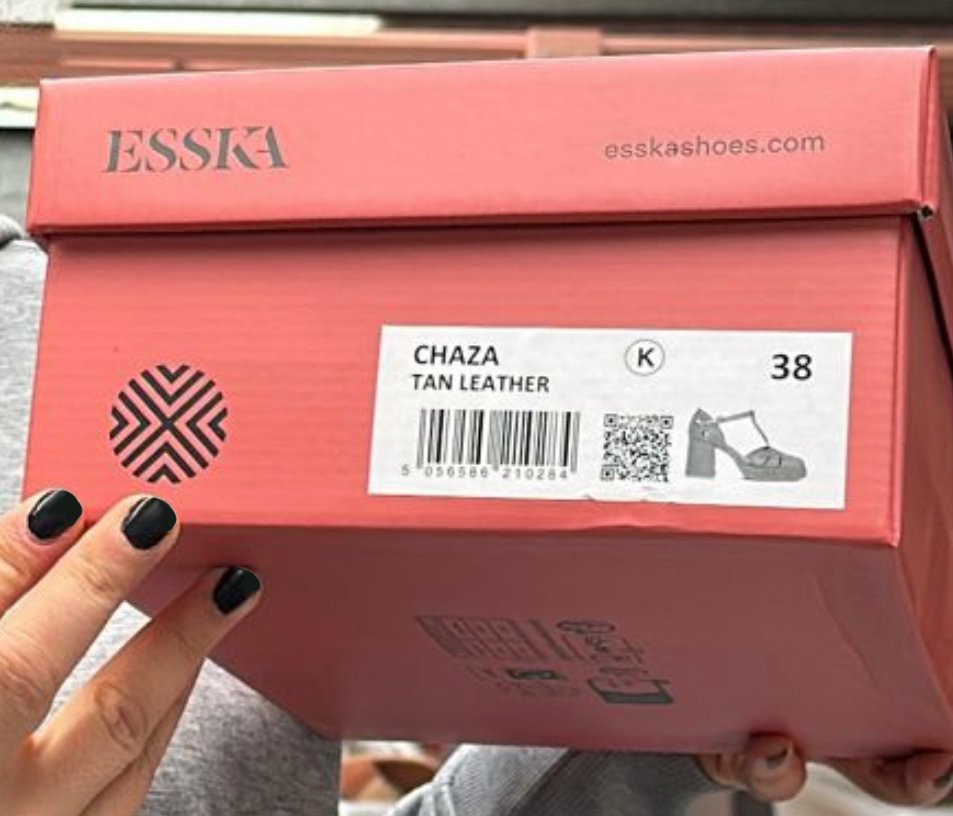 ESSKA
esskashoes.com
CHAZA
K
38
TAN LEATHER
5 056586 210284